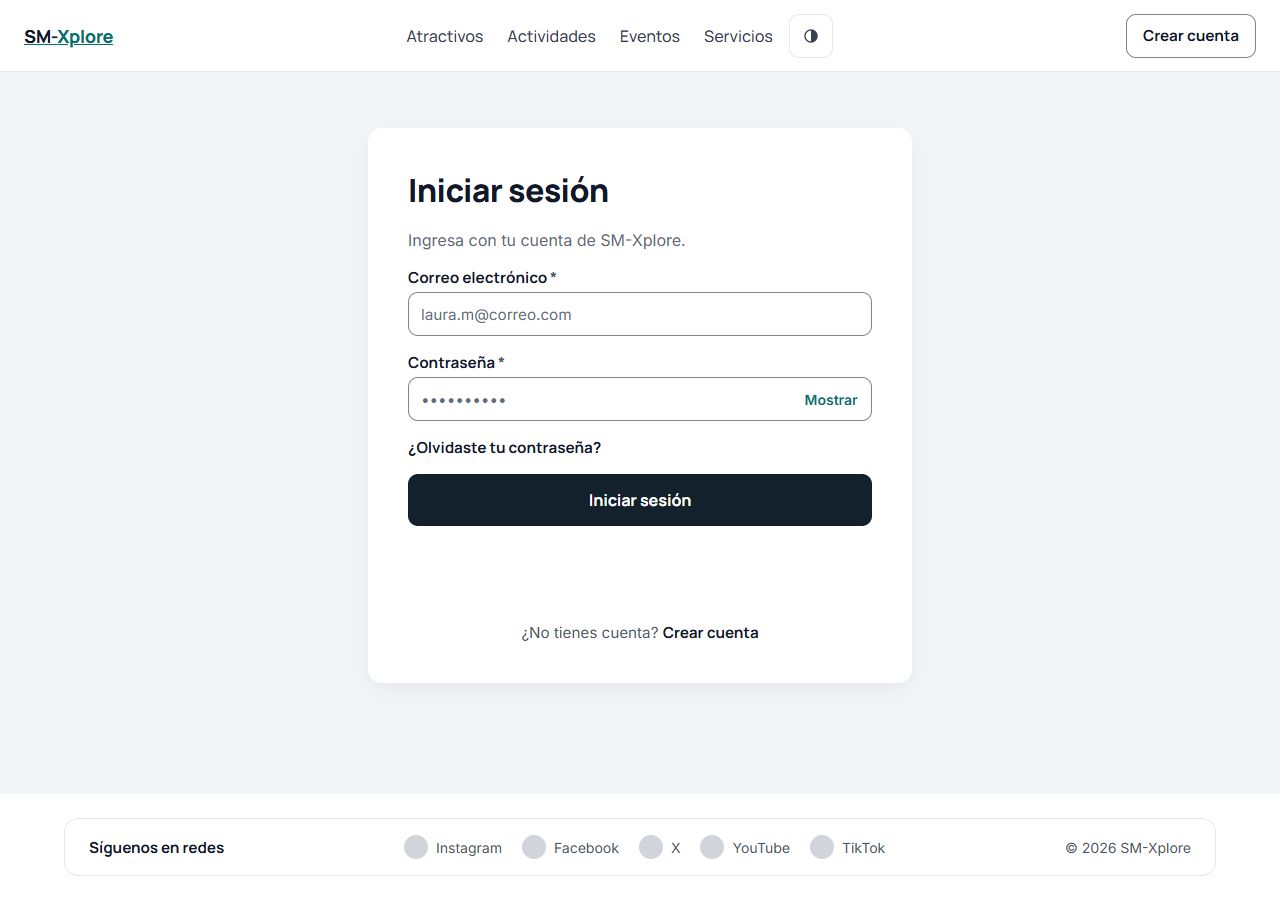 SM-Xplore
Atractivos Actividades Eventos Servicios
Crear cuenta
Iniciar sesión
Ingresa con tu cuenta de SM-Xplore.
Correo electrónico *
laura.m@correo.com
Contraseña *
••••••••••
Mostrar
¿Olvidaste tu contraseña?
Iniciar sesión
¿No tienes cuenta? Crear cuenta
Síguenos en redes
Instagram Facebook X YouTube TikTok
© 2026 SM-Xplore